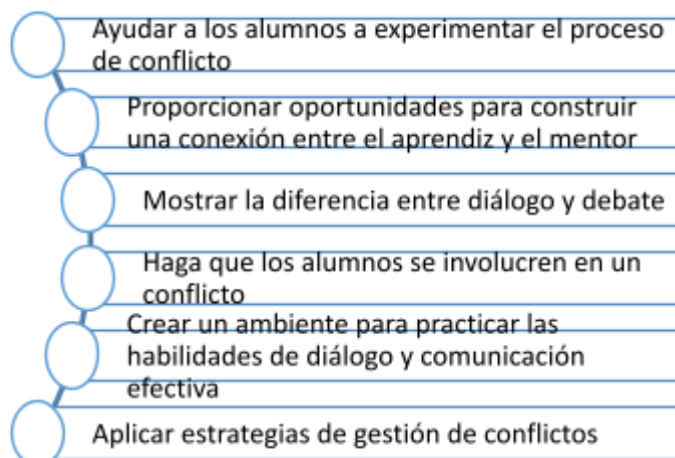 Ayudar a los alumnos a experimentar el proceso
de conflicto
Proporcionar oportunidades para construir
una conexión entre el aprendiz y el mentor
Mostrar la diferencia entre diálogo y debate
Haga que los alumnos se involucren en un
conflicto
Crear un ambiente para practicar las
habilidades de diálogo y comunicación
efectiva
Aplicar estrategias de gestión de conflictos